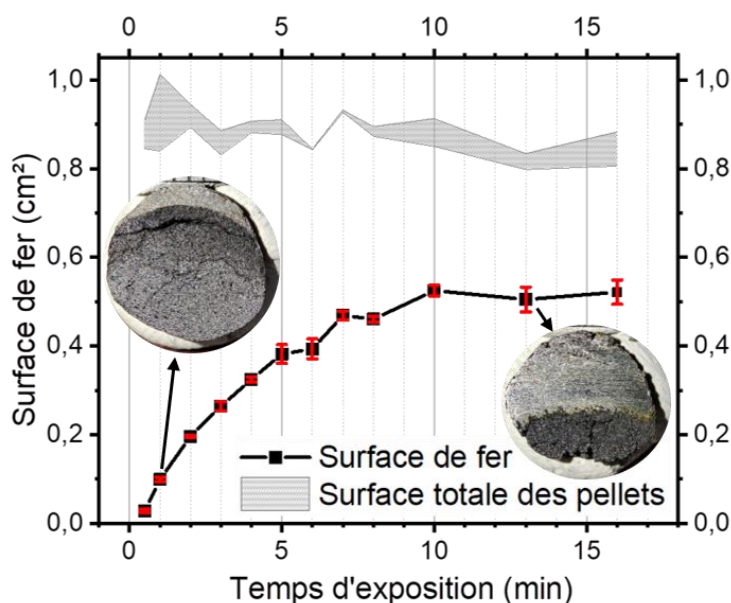 0 5 10 15
1,0 1,0
0,8 0,8
0,6 0,6
0,4 0,4
0,2 0,2
0,0 0,0
Surface de fer (cm²)
Surface de fer
Surface totale des pellets
0 5 10 15
Temps d'exposition (min)